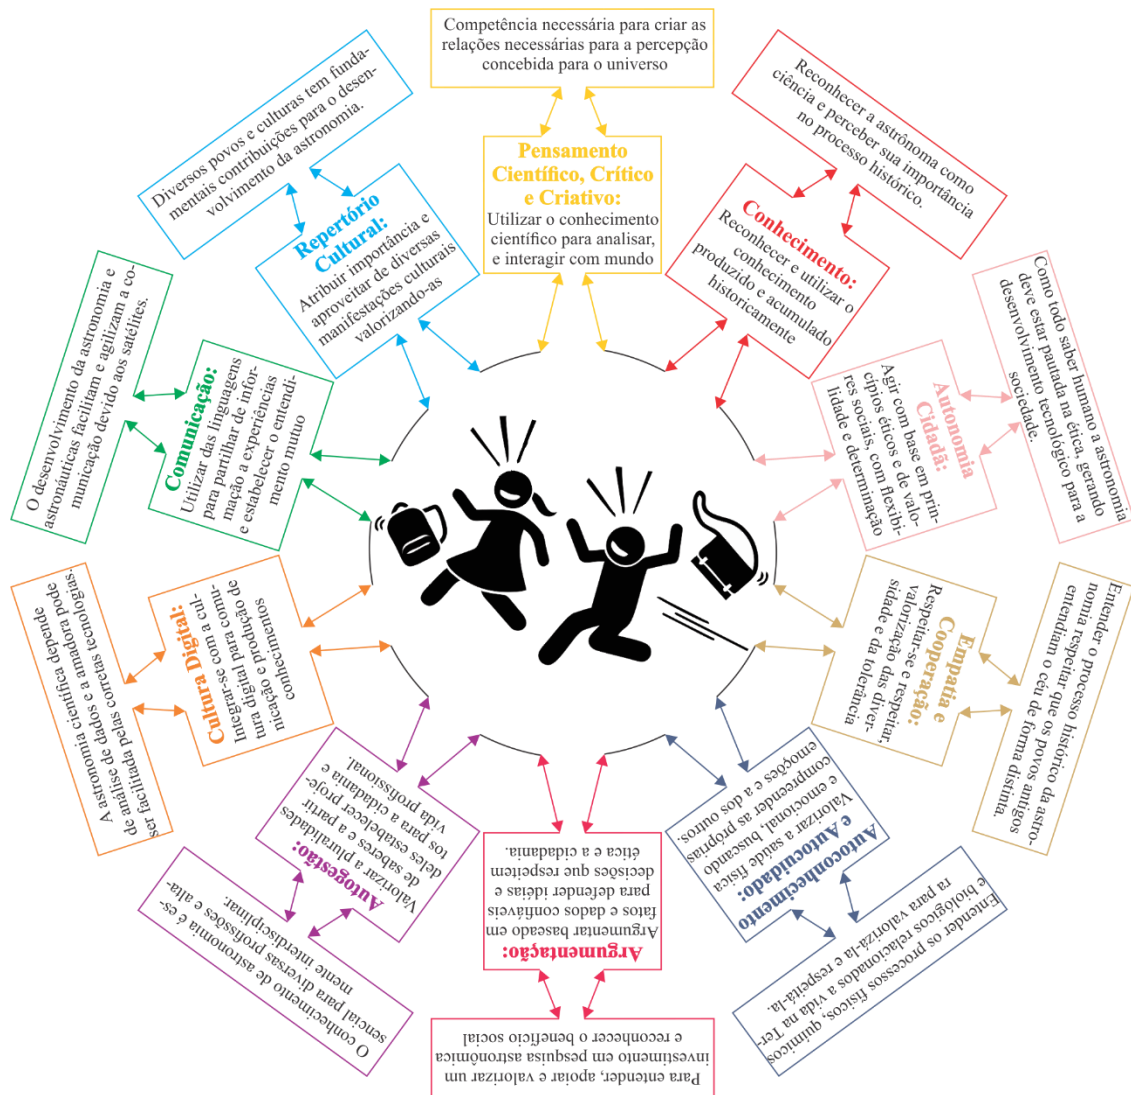 Competência necessária para criar as
relações necessárias para a percepção
concebida para o universo
Pensamento
Científico, Crítico
e Criativo:
Utilizar o conhecimento
científico para analisar,
e interagir com mundo
Reconhecer a astrônoma como
ciência e perceber sua importância
no processo histórico.
Conhecimento:
Reconhecer e utilizar o
conhecimento
produzido e acumulado
historicamente
Como todo saber humano a astronomia
deve estar pautada na ética, gerando
desenvolvimento tecnológico para a
sociedade.
Autonomia
Cidadã:
Agir com base em prin-
cípios éticos e de valo-
res sociais, com flexibi-
lidade e determinação
Entender o processo histórico da astro-
nomia respeitar que os povos antigos
entendiam o céu de forma distinta.
Empatia e
Cooperação:
Respeitar-se e respeitar,
valorização das diver-
sidade e da tolerância
Entender os processos físicos, químicos
e biológicos relacionados a vida na Ter-
ra para valorizá-la e respeitá-la.
Autoconhecimento
e Autocuidado:
Valorizar a saúde física
e emocional buscando
compreender as próprias
emoções e a dos outros.
Para entender, apoiar e valorizar um
investimento em pesquisa astronômica
e reconhecer o benefício social
Argumentação:
Argumentar bascado em
fatos e dados confiáveis
para defender idéias e
decisões que respeitem
ética e a cidadania.
O conhecimento de astronomia é es-
sencial para diversas profissões e alta-
mente interdisciplinar.
Autogestão:
Valorizar a pluralidades
de saberes e a partir
deles estabelecer proje-
tos para a cidadania e
vida profissional
A astronomia científica depende
de análise de dados e a amadora pode
ser facilitada pelas corretas tecnologias.
Cultura Digital:
Integrar-se com a cul-
tura digital para comu-
nicação e produção de
conhecimentos
O desenvolvimento da astronomia e
astronáuticas facilitam e agilizam a co-
municação devido aos satélites.
Comunicação:
Utilizar das linguagens
para partilhar de infor-
mação a experiências
e estabelecer o entendi-
mento mutuo
Diversos povos e culturas tem funda-
mentais contribuições para o desen-
volvimento da astronomia.
Repertório
Cultural:
Atribuir importância e
aproveitar de diversas
manifestações culturais
valorizando-as